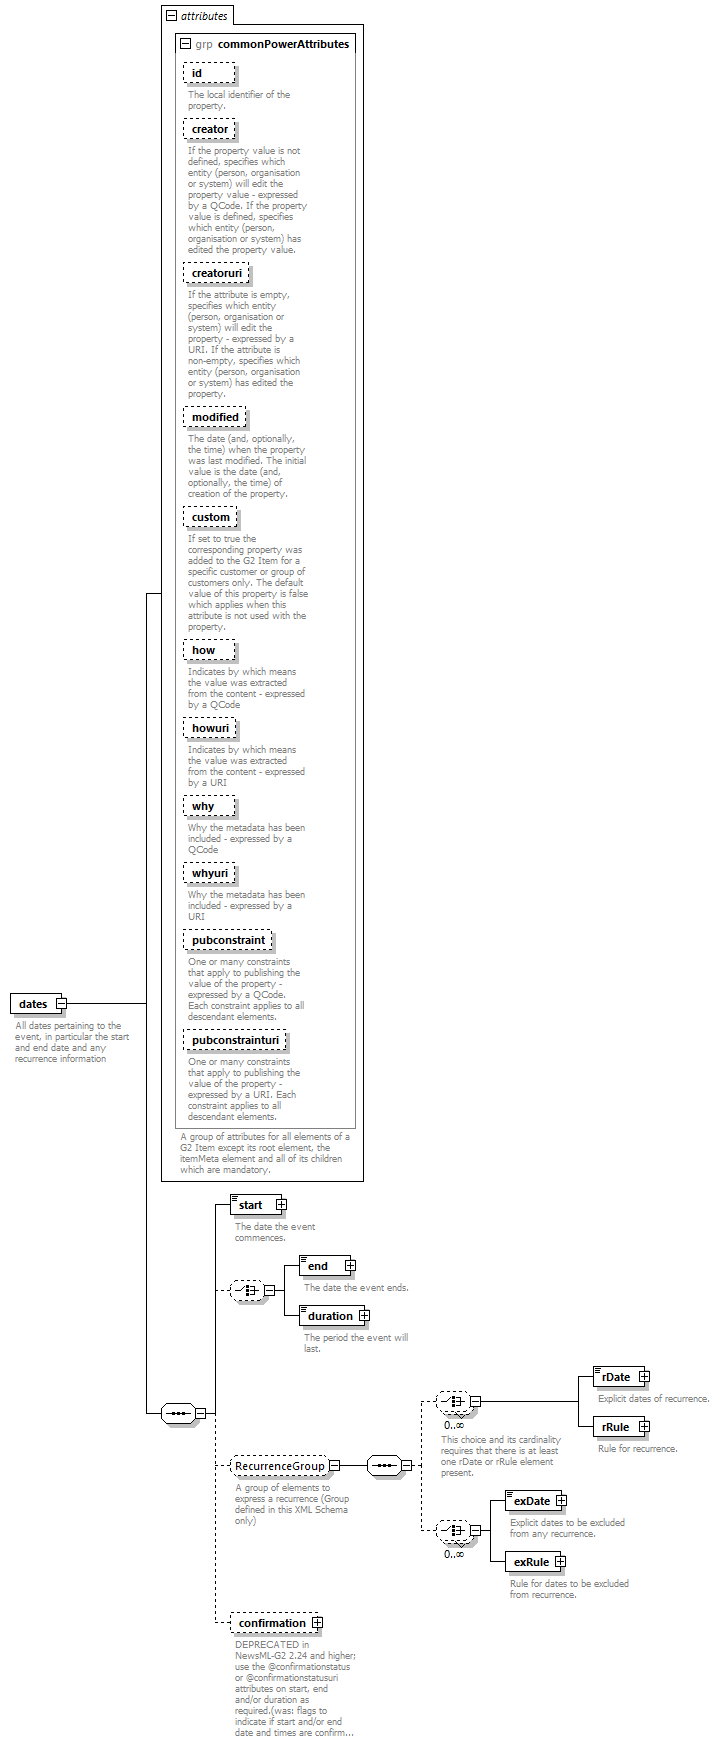 attributes
grp commonPowerAttributes
id
The local identifier of the
property.
creator
If the property value is not
defined, specifies which
entity (person, organisation
or system) will edit the
property value - expressed
by a QCode. If the property
value is defined, specifies
which entity (person,
organisation or system) has
edited the property value.
creatoruri
If the attribute is empty,
specifies which entity
(person, organisation or
system) will edit the
property - expressed by a
URI. If the attribute is
non-empty, specifies which
entity (person, organisation
or system) has edited the
property.
modified
The date (and, optionally,
the time) when the property
was last modified. The initial
value is the date (and,
optionally, the time) of
creation of the property.
custom
If set to true the
corresponding property was
added to the G2 Item for a
specific customer or group of
customers only. The default
value of this property is false
which applies when this
attribute is not used with the
property.
how
Indicates by which means
the value was extracted
from the content - expressed
by a QCode
howuri
Indicates by which means
the value was extracted
from the content - expressed
by a URI
why
Why the metadata has been
included - expressed by a
QCode
whyuri
Why the metadata has been
included - expressed by a
URI
pubconstraint
One or many constraints
that apply to publishing the
value of the property -
expressed by a QCode.
Each constraint applies to all
descendant elements.
pubconstrainturi
One or many constraints
that apply to publishing the
value of the property -
expressed by a URI. Each
constraint applies to all
descendant elements.
A group of attributes for all elements of a
G2 Item except its root element, the
itemMeta element and all of its children
which are mandatory.
dates
All dates pertaining to the
event, in particular the start
and end date and any
recurrence information
start
The date the event
commences.
end
The date the event ends.
duration
The period the event will
last.
RecurrenceGroup
A group of elements to
express a recurrence (Group
defined in this XML Schema
only)
0..∞
This choice and its cardinality
requires that there is at least
one rDate or rRule element
present.
rDate
Explicit dates of recurrence.
rRule
Rule for recurrence.
0..∞
exDate
Explicit dates to be excluded
from any recurrence.
exRule
Rule for dates to be excluded
from recurrence.
confirmation
DEPRECATED in
NewsML-G2 2.24 and higher;
use the @confirmationstatus
or @confirmationstatusuri
attributes on start, end
and/or duration as
required.(was: flags to
indicate if start and/or end
date and times are confirm...